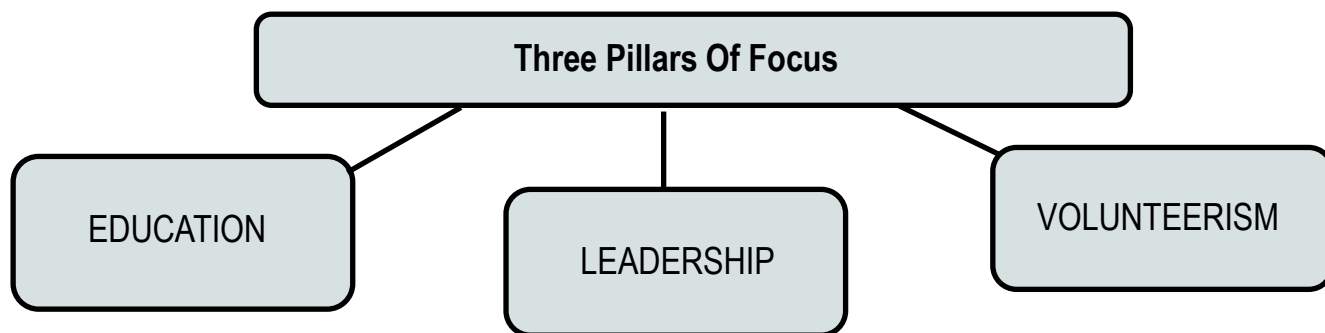 Three Pillars Of Focus
EDUCATION
LEADERSHIP
VOLUNTEERISM